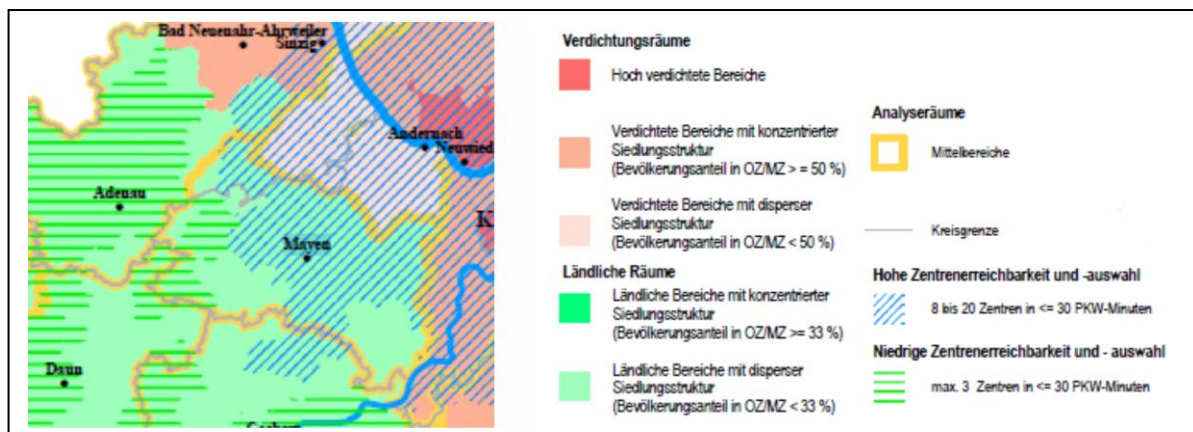 Bad Neuenahr-Ahrweiler
Sinzig
Andernach
Neuwied
Adenau
K
Mayen
Daun
Verdichtungsräume
Hoch verdichtete Bereiche
Verdichtete Bereiche mit konzentrierter
Siedlungsstruktur
(Bevölkerungsanteil in OZ/MZ > = 50 %)
Verdichtete Bereiche mit disperser
Siedlungsstruktur
(Bevölkerungsanteil in OZ/MZ < 50 %)
Ländliche Räume
Ländliche Bereiche mit konzentrierter
Siedlungsstruktur
(Bevölkerungsanteil in OZ/MZ >= 33 %)
Ländliche Bereiche mit disperser
Siedlungsstruktur
(Bevölkerungsanteil in OZ/MZ < 33 %)
Analyseräume
Mittelbereiche
Kreisgrenze
Hohe Zentrenerreichbarkeit und -auswahl
8 bis 20 Zentren in <= 30 PKW-Minuten
Niedrige Zentrenerreichbarkeit und - auswahl
max. 3 Zentren in <= 30 PKW-Minuten